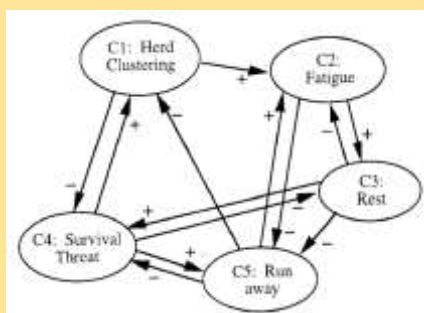 C1: Herd
Clustering
C2:
Fatigue
+
+
−
+
−
−
+
C3:
Rest
−
+
+
−
−
−
C4: Survival
Threat
+
−
C5: Run
away